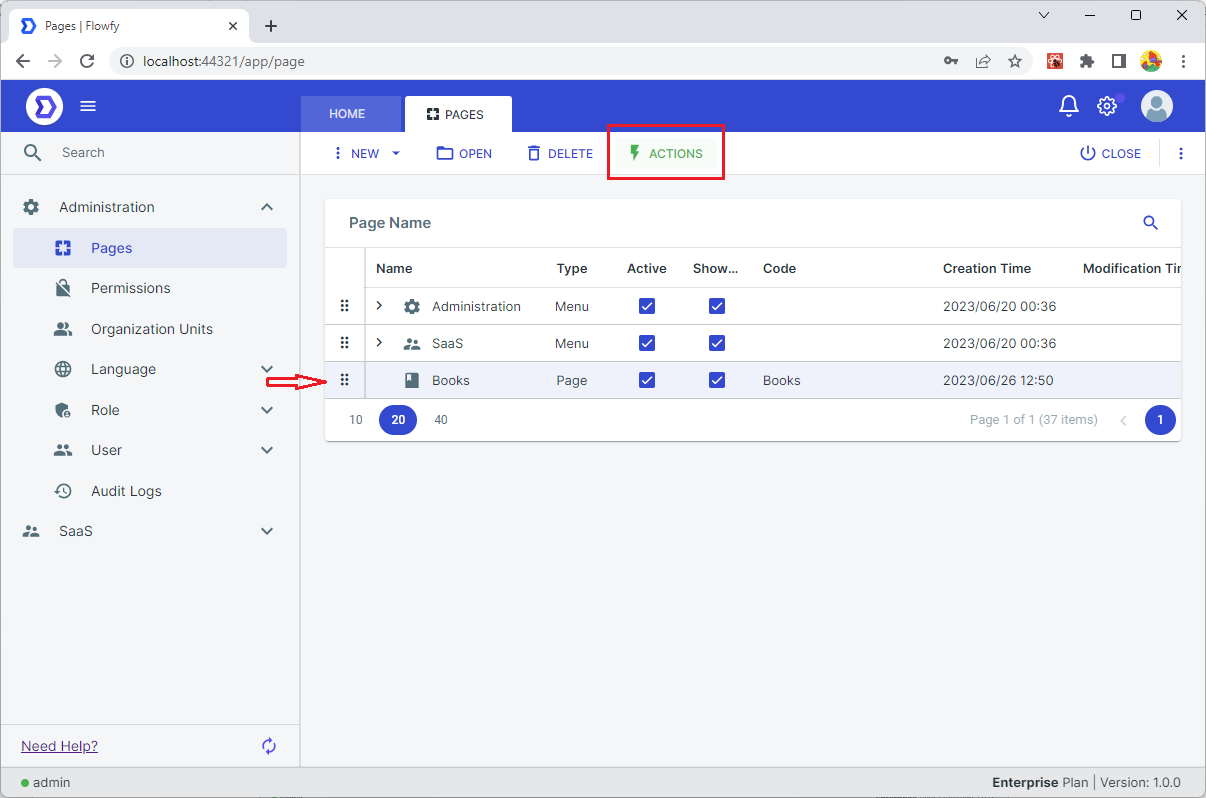 Pages | Flowfy
localhost:44321/app/page
HOME
PAGES
Search
NEW
OPEN
DELETE
ACTIONS
CLOSE
Administration
Pages
Permissions
Organization Units
Language
Role
User
Audit Logs
SaaS
Page Name
Name Type Active Show... Code Creation Time Modification Tir
Administration Menu 2023/06/20 00:36
SaaS Menu 2023/06/20 00:36
Books Page Books 2023/06/26 12:50
10 20 40 Page 1 of 1 (37 items) 1
Need Help?
admin
Enterprise Plan | Version: 1.0.0